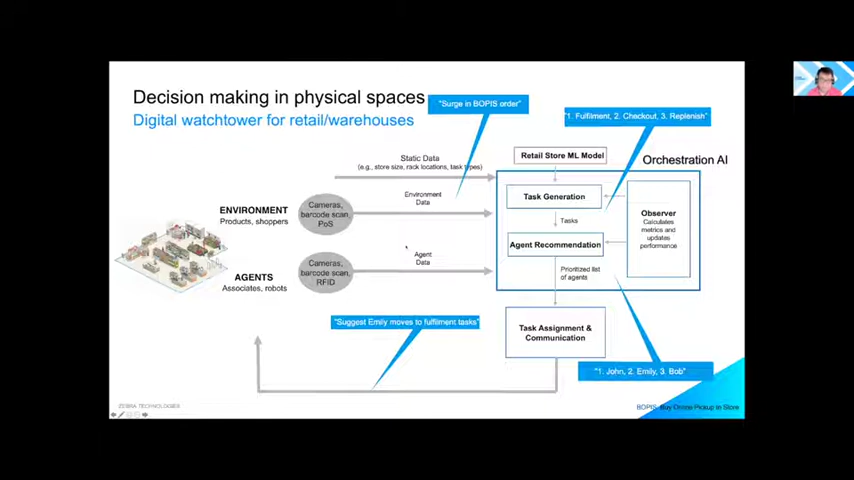 Decision making in physical spaces
Digital watchtower for retail/warehouses
"Surge in BOPIS order"
"1. Fulfilment, 2. Checkout, 3. Replenish"
Static Data
(e.g., store size, rack locations, task types)
Retail Store ML Model
Orchestration AI
Environment
Data
Task Generation
ENVIRONMENT
Products, shoppers
Cameras,
barcode scan,
PoS
Tasks
Observer
Calculates
metrics and
updates
performance
Agent Recommendation
Agent
Data
AGENTS
Associates, robots
Cameras,
barcode scan,
RFID
Prioritized list
of agents
"Suggest Emily moves to fulfilment tasks"
Task Assignment &
Communication
"1. John, 2. Emily, 3. Bob"
ZEBRA TECHNOLOGIES
BOPIS: Buy Online Pickup In Store